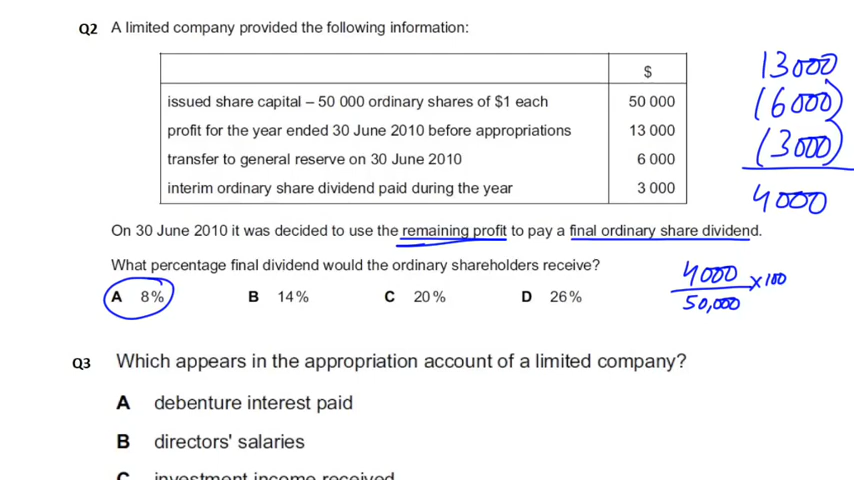 Q2 A limited company provided the following information:
$
issued share capital – 50 000 ordinary shares of $1 each 50 000
profit for the year ended 30 June 2010 before appropriations 13 000
transfer to general reserve on 30 June 2010 6 000
interim ordinary share dividend paid during the year 3 000
13000
(6000)
(3000)
4000
On 30 June 2010 it was decided to use the remaining profit to pay a final ordinary share dividend.
What percentage final dividend would the ordinary shareholders receive?
4000
50,000
x 100
A 8% B 14% C 20% D 26%
Q3 Which appears in the appropriation account of a limited company?
A debenture interest paid
B directors' salaries
C investment income received